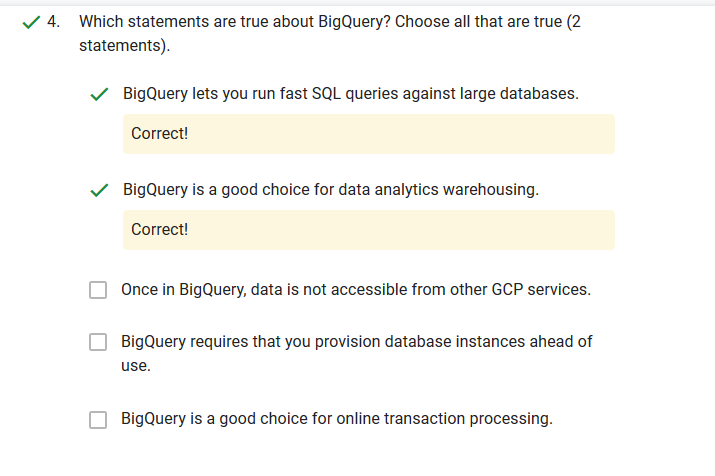 4. Which statements are true about BigQuery? Choose all that are true (2
statements).
BigQuery lets you run fast SQL queries against large databases.
Correct!
BigQuery is a good choice for data analytics warehousing.
Correct!
Once in BigQuery, data is not accessible from other GCP services.
BigQuery requires that you provision database instances ahead of
use.
BigQuery is a good choice for online transaction processing.